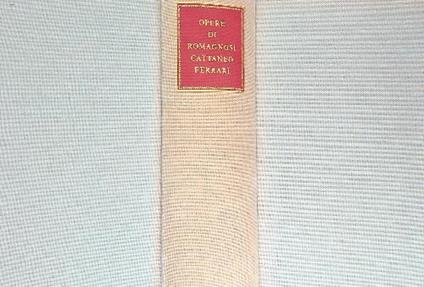 OPERE
DI
ROMAGNOSI
CATTANEO
FERRARI